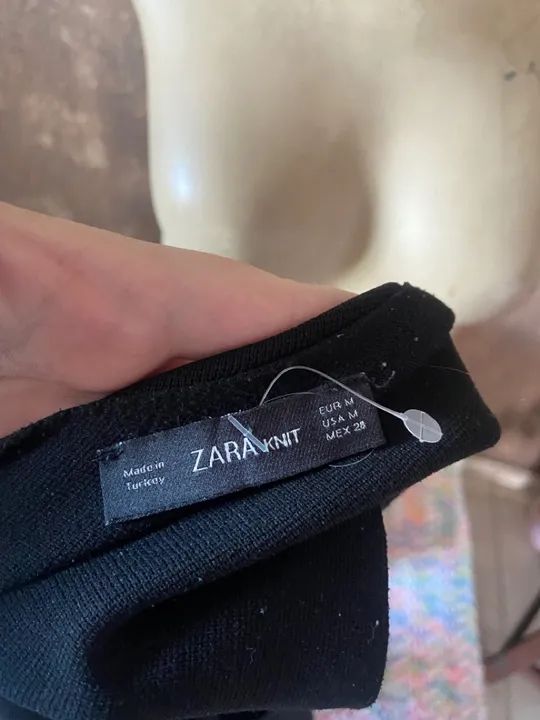 Made in
Turkey
ZARA KNIT
EUR M
USA M
MEX 28